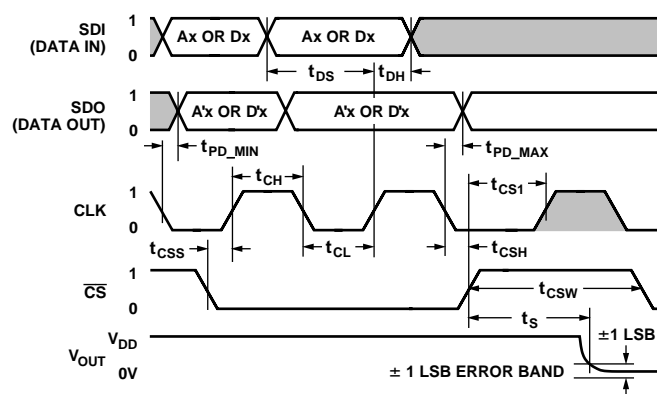 SDI
(DATA IN)
1
0
Ax OR Dx
Ax OR Dx
tDS
tDH
SDO
(DATA OUT)
1
0
A'x OR D'x
A'x OR D'x
tPD_MIN
tPD_MAX
tCH
tCS1
CLK
1
0
tCSS
tCL
tCSH
CS
1
0
tCSW
tS
VOUT
VDD
0V
±1 LSB
± 1 LSB ERROR BAND